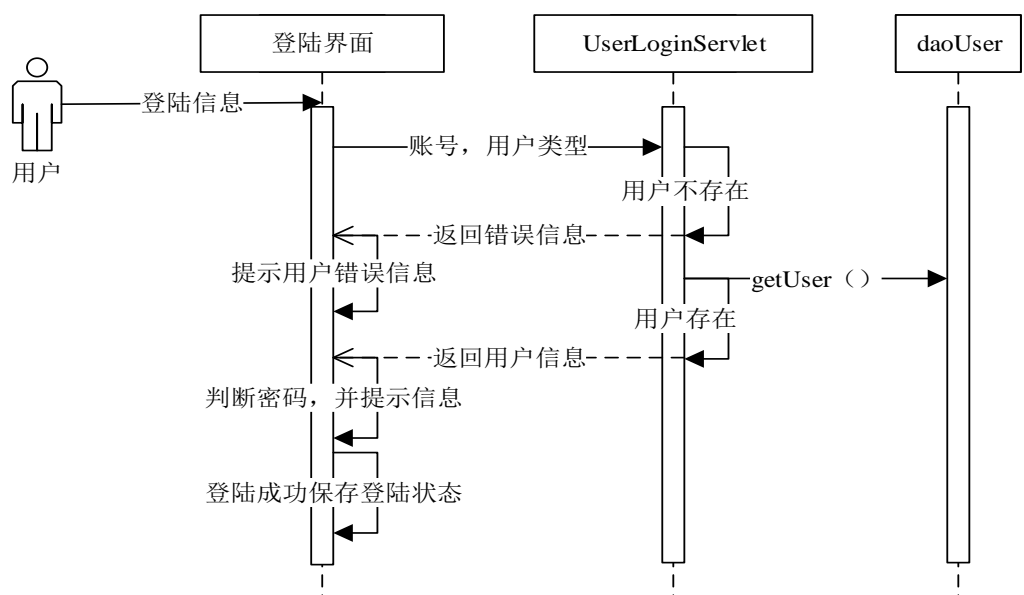 登陆界面
UserLoginServlet
daoUser
登陆信息
用户
账号，用户类型
用户不存在
返回错误信息
提示用户错误信息
getUser（）
用户存在
返回用户信息
判断密码，并提示信息
登陆成功保存登陆状态